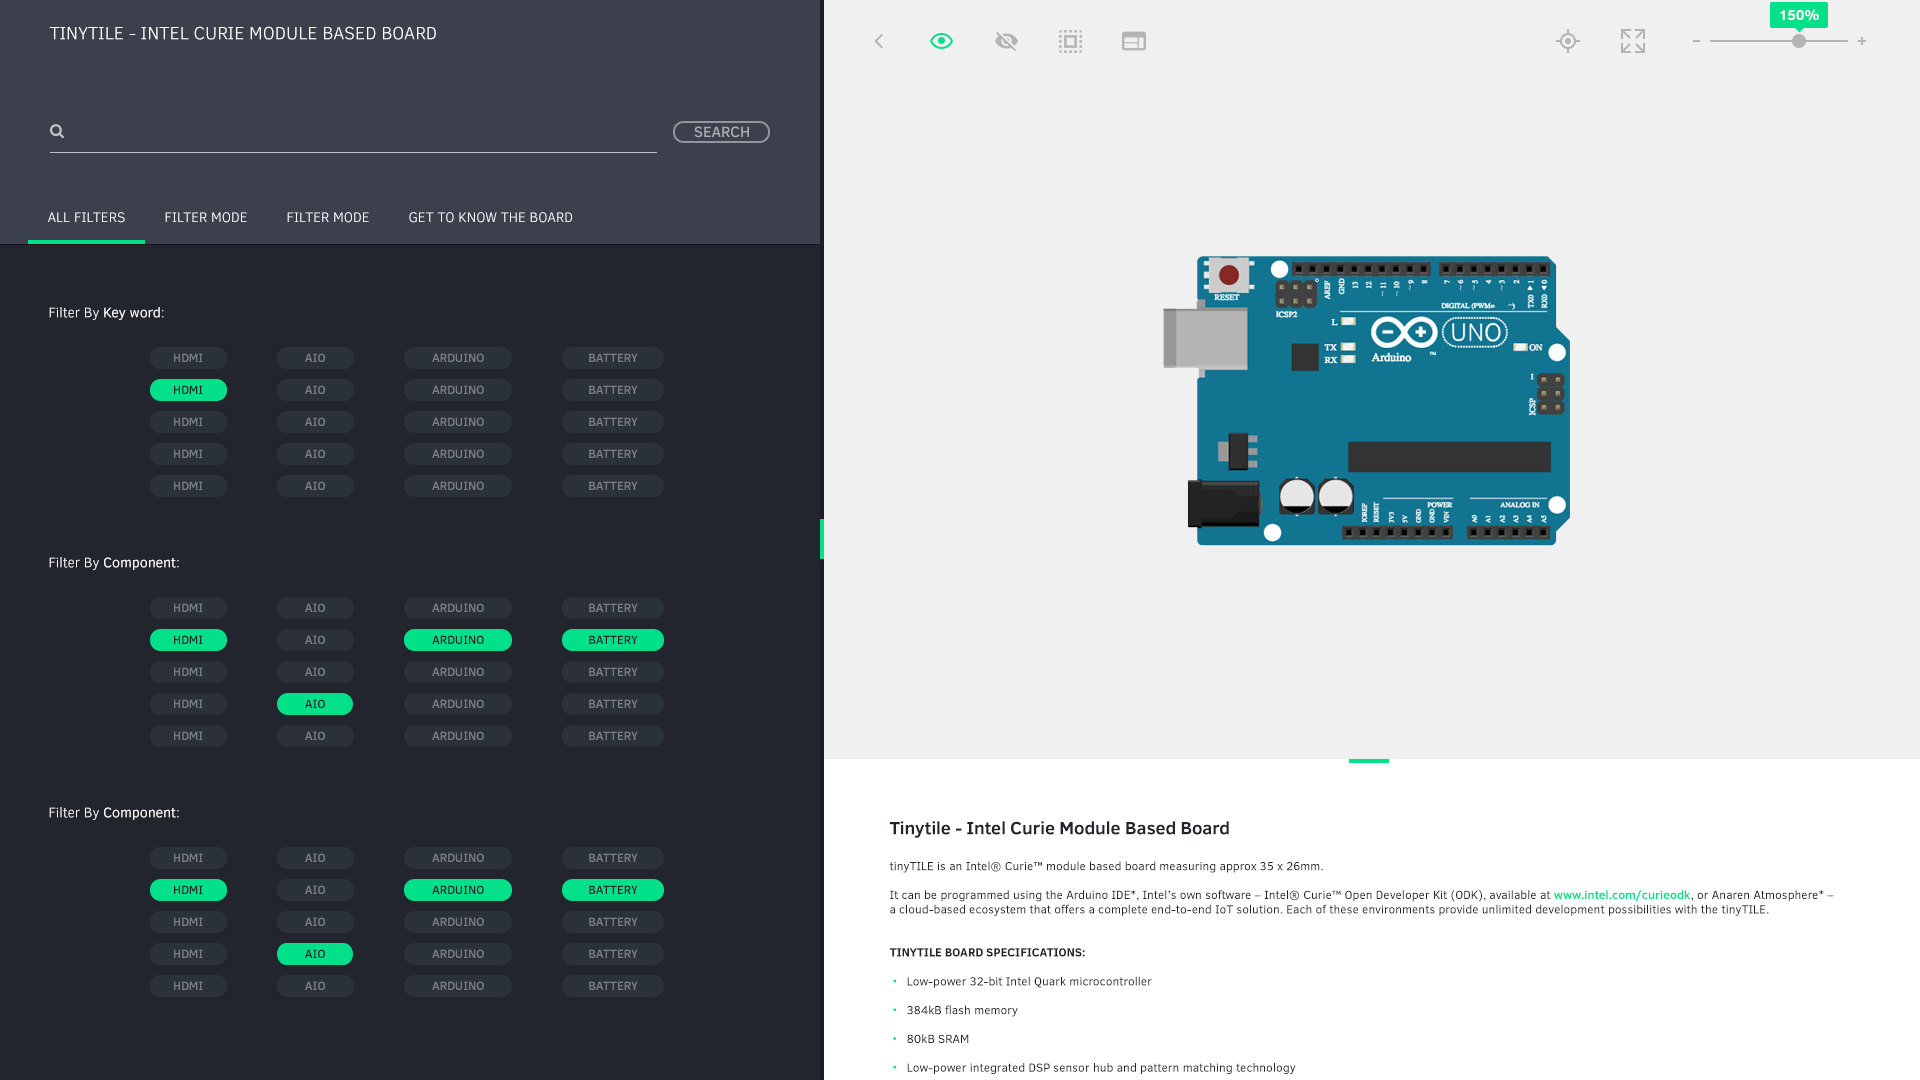 TINYTILE - INTEL CURIE MODULE BASED BOARD
SEARCH
ALL FILTERS FILTER MODE FILTER MODE GET TO KNOW THE BOARD
Filter By Key word:
HDMI AIO ARDUINO BATTERY
HDMI AIO ARDUINO BATTERY
HDMI AIO ARDUINO BATTERY
HDMI AIO ARDUINO BATTERY
HDMI AIO ARDUINO BATTERY
Filter By Component:
HDMI AIO ARDUINO BATTERY
HDMI AIO ARDUINO BATTERY
HDMI AIO ARDUINO BATTERY
HDMI AIO ARDUINO BATTERY
HDMI AIO ARDUINO BATTERY
Filter By Component:
HDMI AIO ARDUINO BATTERY
HDMI AIO ARDUINO BATTERY
HDMI AIO ARDUINO BATTERY
HDMI AIO ARDUINO BATTERY
HDMI AIO ARDUINO BATTERY
150%
- +
RESET
ICSP2
AREF GND 13 12 ~11 ~10 ~9 8 7 ~6 ~5 4 ~3 2 TX0 ▶1 RX0 ◀0
DIGITAL (PWM= ~)
L
TX
RX
UNO
Arduino ™
ON
1
ICSP
POWER
ANALOG IN
IOREF RESET 3V3 5V GND GND VIN A0 A1 A2 A3 A4 A5
Tinytile - Intel Curie Module Based Board
tinyTILE is an Intel® Curie™ module based board measuring approx 35 x 26mm.
It can be programmed using the Arduino IDE*, Intel's own software – Intel® Curie™ Open Developer Kit (ODK), available at www.intel.com/curieodk, or Anaren Atmosphere* –
a cloud-based ecosystem that offers a complete end-to-end IoT solution. Each of these environments provide unlimited development possibilities with the tinyTILE.
TINYTILE BOARD SPECIFICATIONS:
• Low-power 32-bit Intel Quark microcontroller
• 384kB flash memory
• 80kB SRAM
• Low-power integrated DSP sensor hub and pattern matching technology